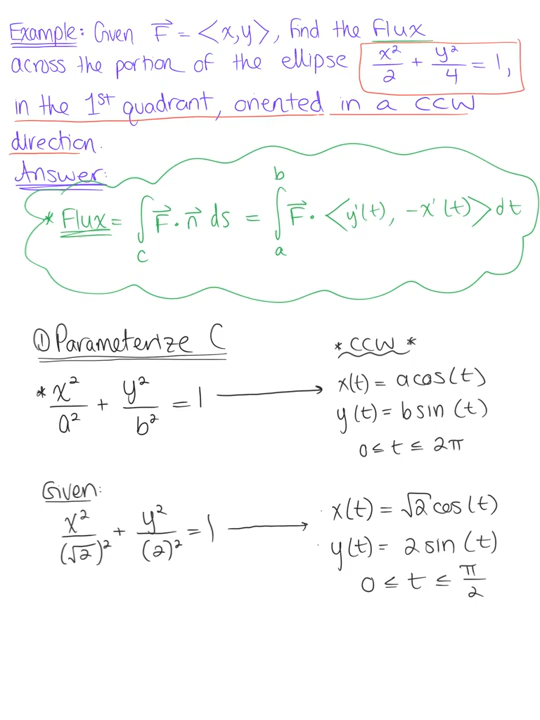 Example: Given F⃗ = <x,y>, find the Flux
across the portion of the ellipse x²/2 + y²/4 = 1,
in the 1st quadrant, oriented in a CCW
direction.
Answer:
* Flux = ∫_C F⃗ · n⃗ ds = ∫_a^b F⃗ · <y'(t), -x'(t)> dt
① Parameterize C
* CCW *
* x²/a² + y²/b² = 1 → x(t) = a cos(t)
y(t) = b sin(t)
0 ≤ t ≤ 2π
Given:
x²/(√2)² + y²/(2)² = 1 → x(t) = √2 cos(t)
y(t) = 2 sin(t)
0 ≤ t ≤ π/2